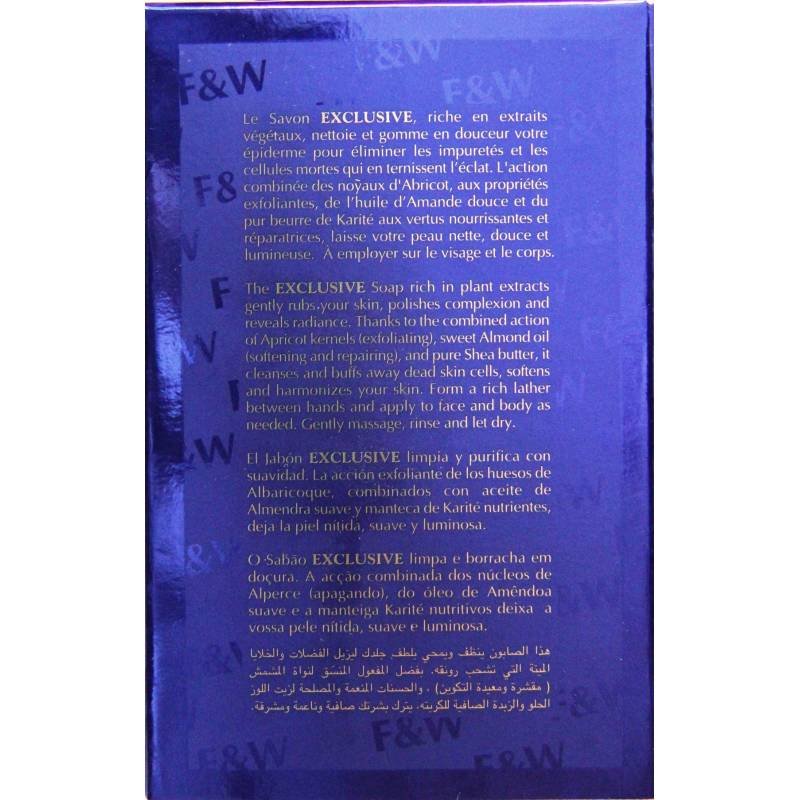 F&W
F&W
F&W
Le Savon EXCLUSIVE, riche en extraits
végétaux, nettoie et gomme en douceur votre
épiderme pour éliminer les impuretés et les
cellules mortes qui en ternissent l'éclat. L'action
combinée des noyaux d'Abricot, aux propriétés
exfoliantes, de l'huile d'Amande douce et du
pur beurre de Karité aux vertus nourrissantes et
réparatrices, laisse votre peau nette, douce et
lumineuse. À employer sur le visage et le corps.
The EXCLUSIVE Soap rich in plant extracts
gently rubs your skin, polishes complexion and
reveals radiance. Thanks to the combined action
of Apricot kernels (exfoliating), sweet Almond oil
(softening and repairing), and pure Shea butter, it
cleanses and buffs away dead skin cells, softens
and harmonizes your skin. Form a rich lather
between hands and apply to face and body as
needed. Gently massage, rinse and let dry.
El Jabón EXCLUSIVE limpia y purifica con
suavidad. La acción exfoliante de los huesos de
Albaricoque, combinados con aceite de
Almendra suave y manteca de Karité nutrientes,
deja la piel nítida, suave y luminosa.
O Sabão EXCLUSIVE limpa e borracha em
doçura. A acção combinada dos núcleos de
Alperce (apagando), do óleo de Amêndoa
suave e a manteiga Karité nutritivos deixa a
vossa pele nítida, suave e luminosa.
هذا الصابون ينظف ويمحي بلطف جلدك ليزيل الفضلات والخلايا
الميتة التي تشحب رونقه. بفضل المفعول المنسق لنواة المشمش
( مقشرة ومعيدة التكوين) ، والحسنات المنعمة والمصلحة لزيت اللوز
الحلو والزبدة الصافية للكريته، يترك بشرتك صافية وناعمة ومشرقة.
F&W
F&W
F&W